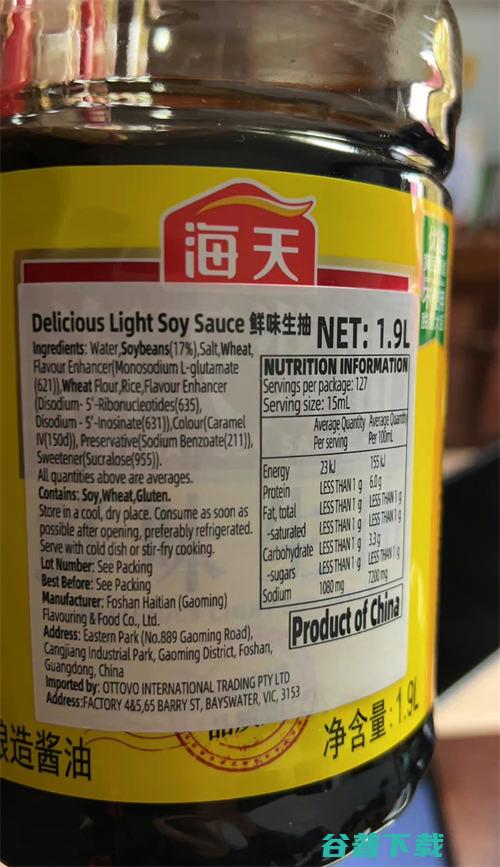 海天
Delicious Light Soy Sauce 鲜味生抽
NET: 1.9L
Ingredients: Water,Soybeans(17%),Salt,Wheat,
Flavour Enhancer(Monosodium L-glutamate
(621)),Wheat Flour,Rice,Flavour Enhancer
(Disodium- 5'-Ribonucleotides(635),
Disodium - 5'-Inosinate(631)),Colour(Caramel
IV(150d)), Preservative(Sodium Benzoate(211)),
Sweetener(Sucralose(955)).
All quantities above are averages.
Contains: Soy,Wheat,Gluten.
Store in a cool, dry place. Consume as soon as
possible after opening, preferably refrigerated.
Serve with cold dish or stir-fry cooking.
Lot Number: See Packing
Best Before: See Packing
Manufacturer: Foshan Haitian (Gaoming)
Flavouring & Food Co., Ltd.
Address: Eastern Park (No.889 Gaoming Road),
Cangjiang Industrial Park, Gaoming District, Foshan,
Guangdong, China
Imported by: OTTOVO INTERNATIONAL TRADING PTY LTD
Address:FACTORY 4&5,65 BARRY ST, BAYSWATER, VIC, 3153
NUTRITION INFORMATION
Servings per package: 127
Serving size: 15mL
Average Quantity Average Quantity
Per serving Per 100mL
Energy 23 kJ 155 kJ
Protein LESS THAN 1 g 6.0 g
Fat, total LESS THAN 1 g LESS THAN 1 g
-saturated LESS THAN 1 g LESS THAN 1 g
Carbohydrate LESS THAN 1 g 3.3 g
-sugars LESS THAN 1 g LESS THAN 1 g
Sodium 1080 mg 7200 mg
Product of China
酿造酱油
净含量:1.9L
谷普下载